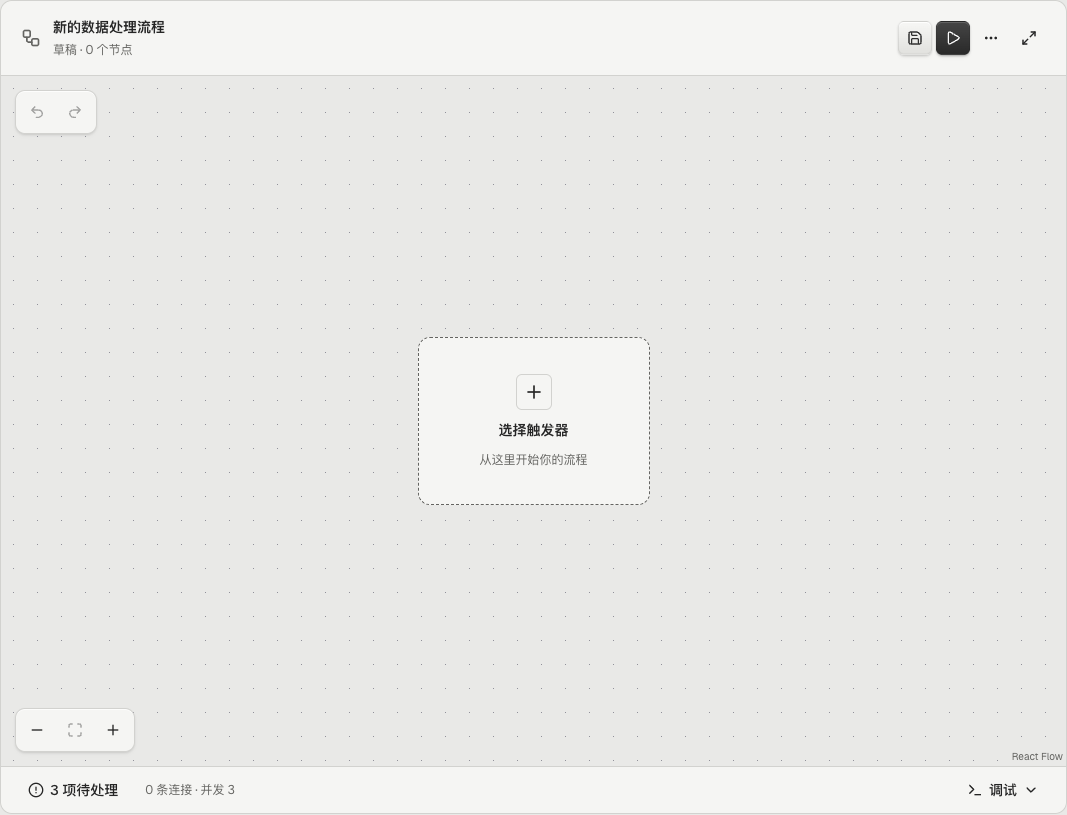 新的数据处理流程
草稿 · 0 个节点
选择触发器
从这里开始你的流程
React Flow
3 项待处理
0 条连接 · 并发 3
调试